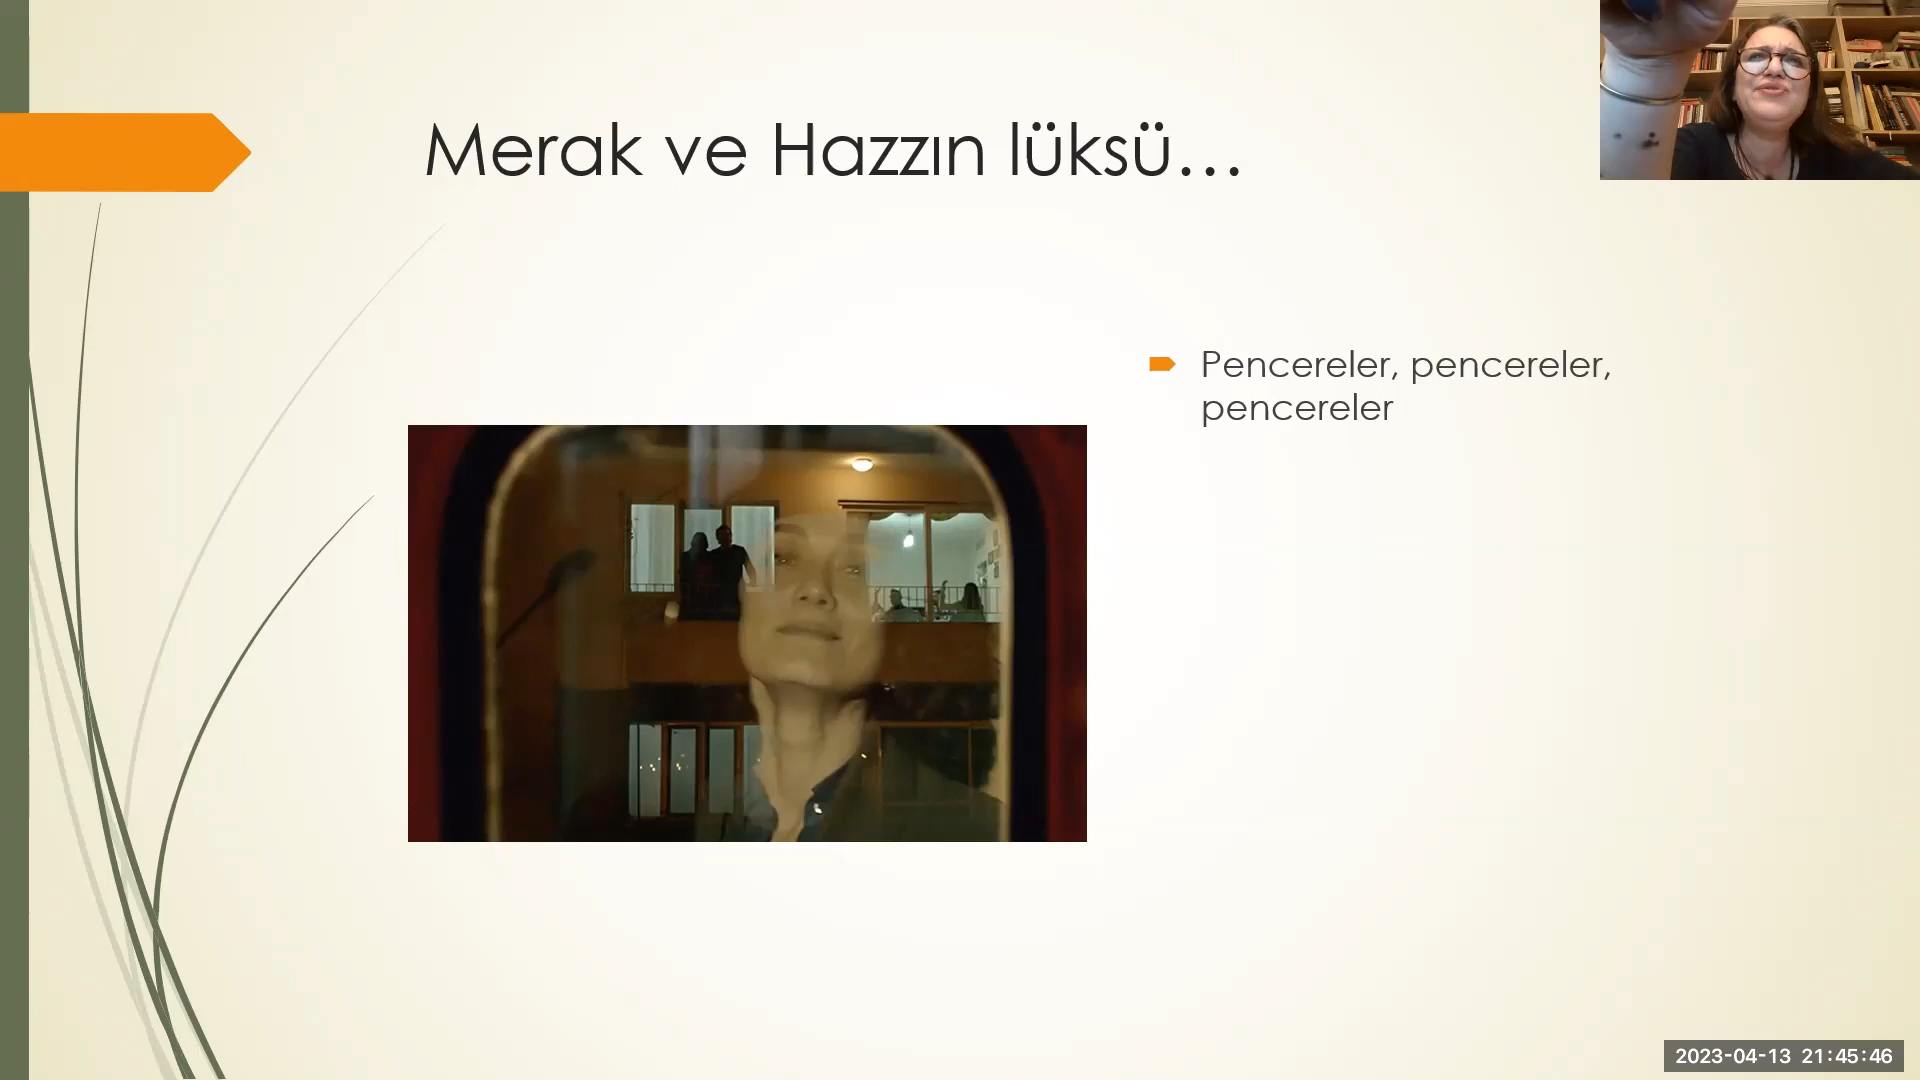 Merak ve Hazzın lüksü…
Pencereler, pencereler,
pencereler
2023-04-13 21:45:46